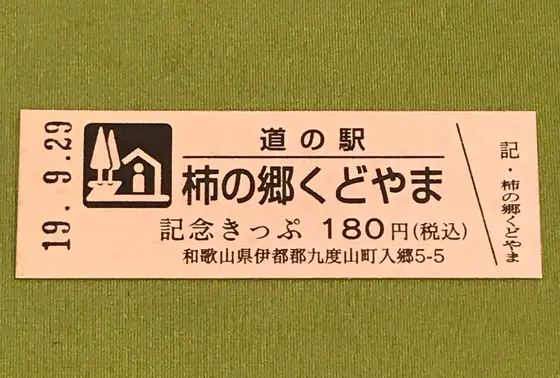 19.9.29
道の駅
柿の郷くどやま
記念きっぷ 180円(税込)
和歌山県伊都郡九度山町入郷5-5
記・柿の郷くどやま